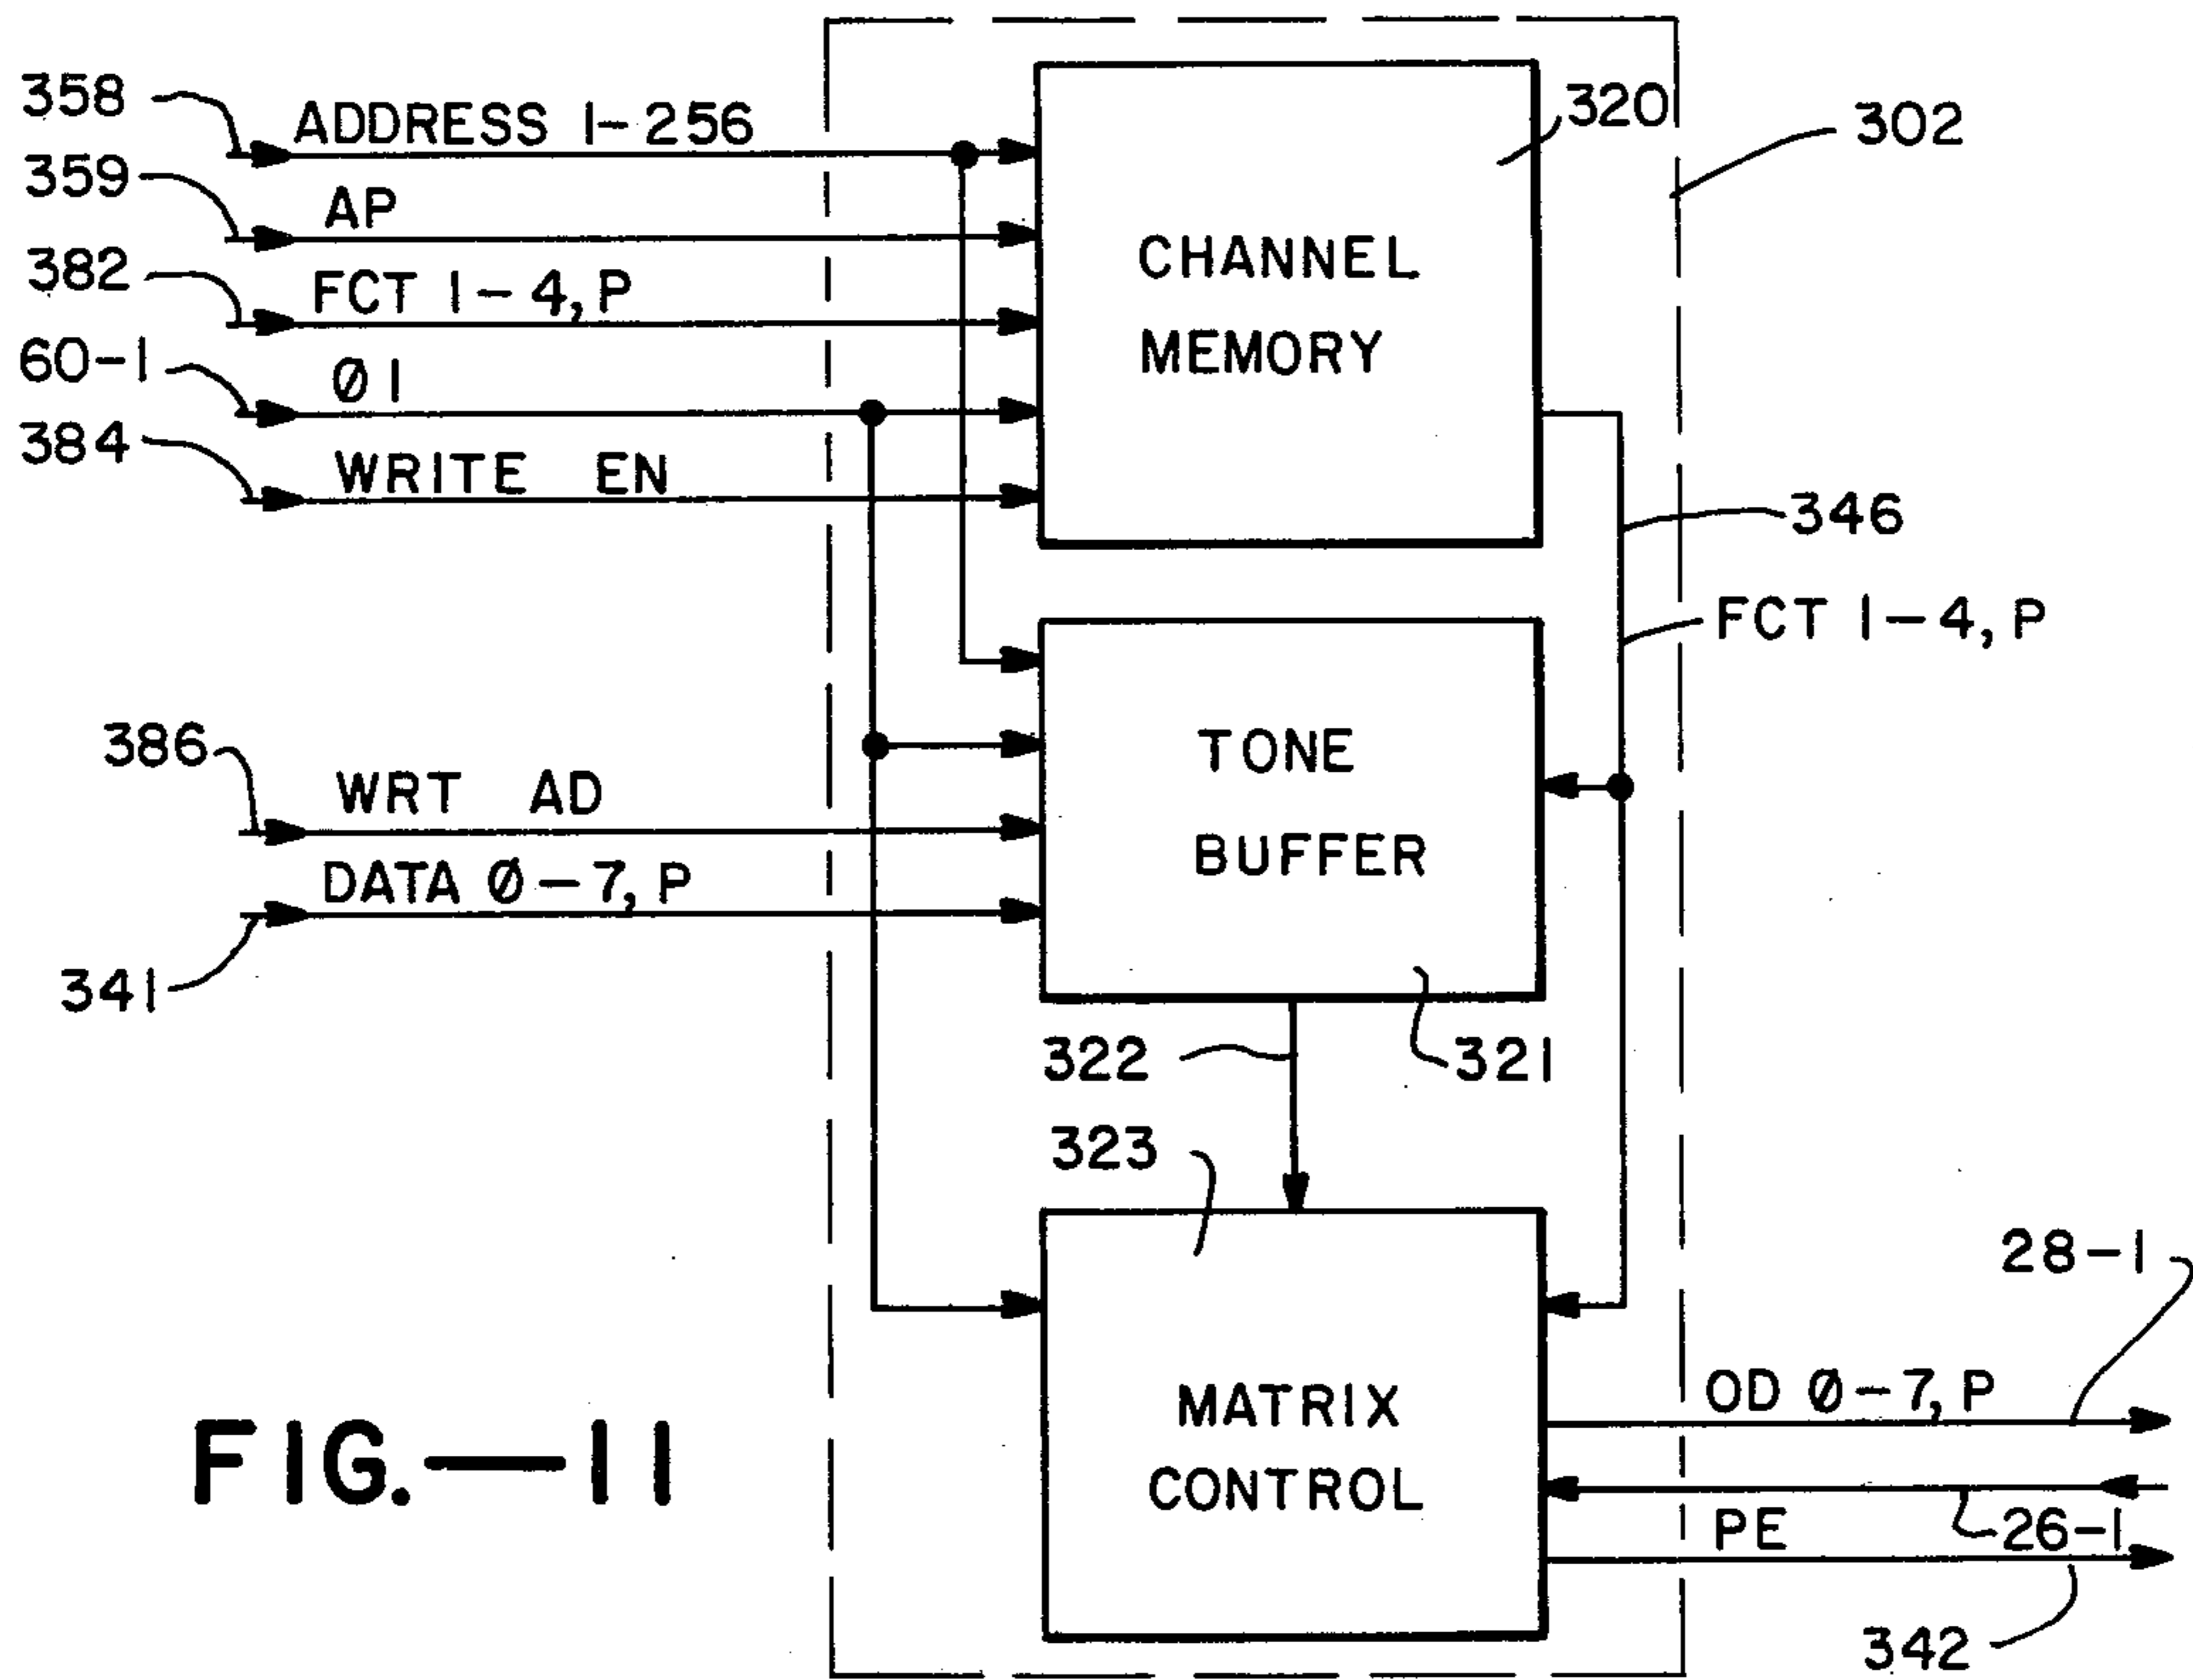 358
ADDRESS 1-256
320
302
359
AP
382
FCT 1-4, P
CHANNEL
MEMORY
60-1
Ø1
384
WRITE EN
346
FCT 1-4, P
386
WRT AD
TONE
BUFFER
DATA Ø-7, P
341
322
321
323
28-1
MATRIX
CONTROL
OD Ø-7, P
26-1
PE
342
FIG.—11